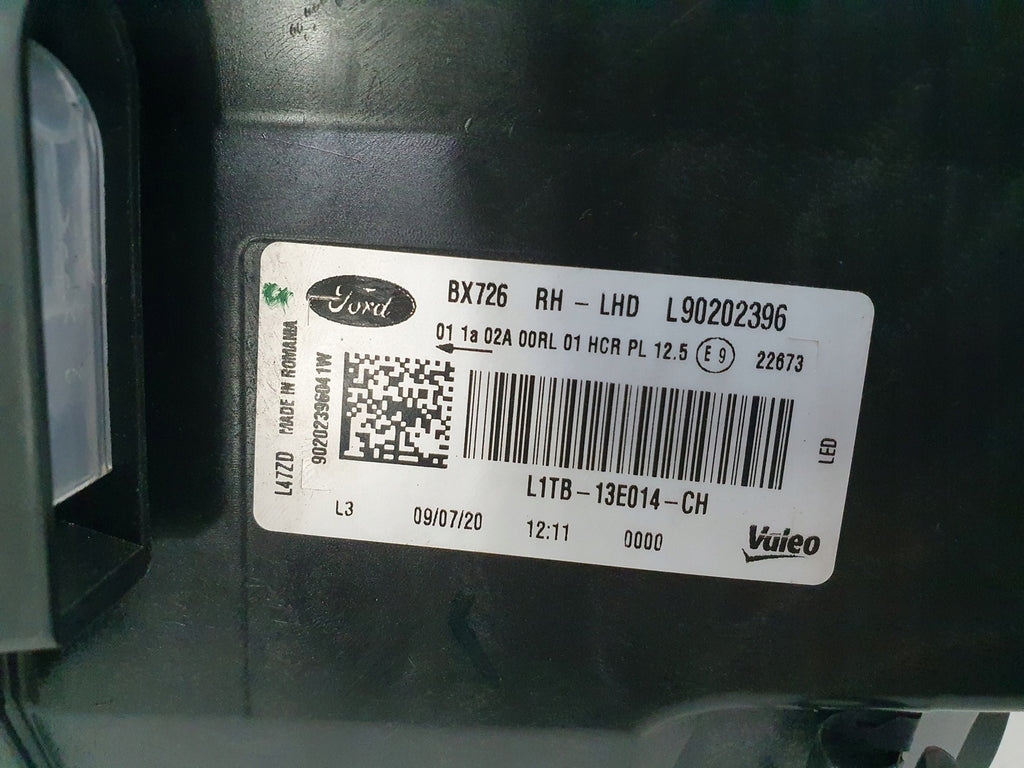 Ford BX726 RH - LHD L90202396
01 1a 02A 00RL 01 HCR PL 12.5 E9 22673
L47ZD MADE IN ROMANIA
90202396041W
LED
L1TB-13E014-CH
L3 09/07/20 12:11 0000
Valeo